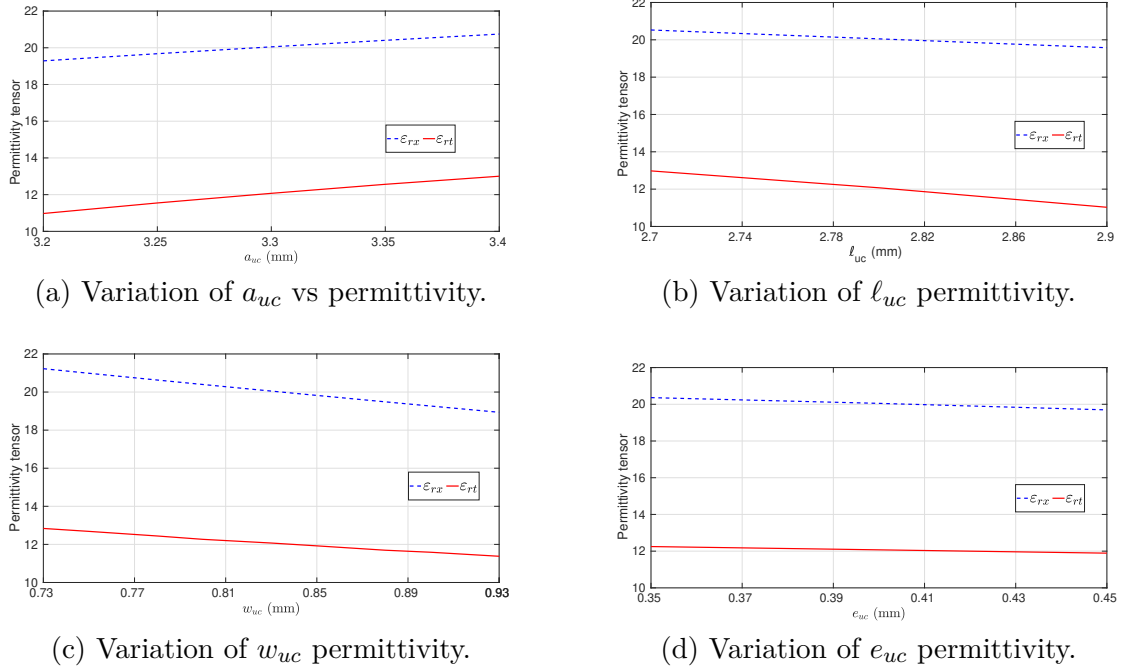 22
20
18
16
14
12
10
Permittivity tensor
ε_rx ε_rt
3.2 3.25 3.3 3.35 3.4
a_uc (mm)
(a) Variation of a_uc vs permittivity.
22
20
18
16
14
12
10
Permittivity tensor
ε_rx ε_rt
2.7 2.74 2.78 2.82 2.86 2.9
ℓ_uc (mm)
(b) Variation of ℓ_uc permittivity.
22
20
18
16
14
12
10
Permittivity tensor
ε_rx ε_rt
0.73 0.77 0.81 0.85 0.89 0.93
w_uc (mm)
(c) Variation of w_uc permittivity.
22
20
18
16
14
12
10
Permittivity tensor
ε_rx ε_rt
0.35 0.37 0.39 0.41 0.43 0.45
e_uc (mm)
(d) Variation of e_uc permittivity.